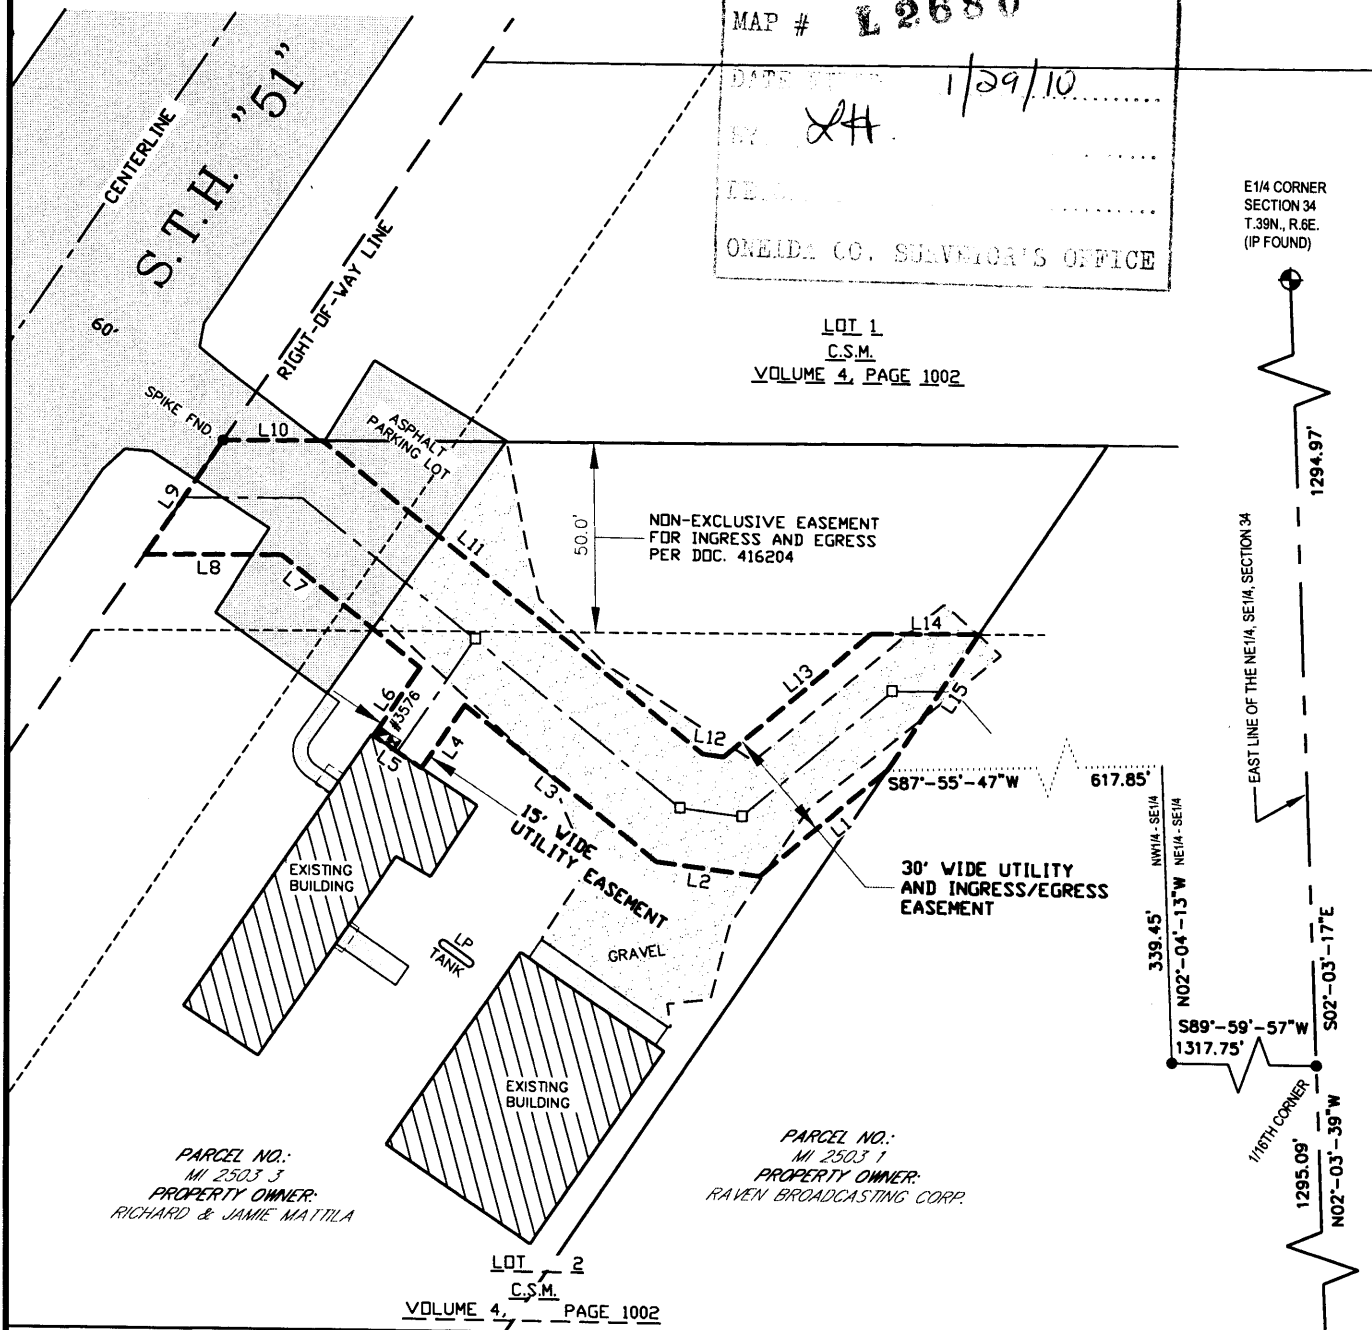 MAP # L 2680
DATE 1/29/10
BY LH
ONEIDA CO. SURVEYOR'S OFFICE
CENTERLINE
S.T.H. "51"
60'
RIGHT-OF-WAY LINE
SPIKE FND.
ASPHALT
PARKING LOT
LOT 1
C.S.M.
VOLUME 4, PAGE 1002
E1/4 CORNER
SECTION 34
T.39N., R.6E.
(IP FOUND)
1294.97'
EAST LINE OF THE NE1/4, SE1/4, SECTION 34
L10
L9
L11
L8
L7
50.0'
NON-EXCLUSIVE EASEMENT
FOR INGRESS AND EGRESS
PER DOC. 416204
L14
L13
L15
L12
L6
#3576
L5
L4
L3
L2
L1
15' WIDE
UTILITY EASEMENT
S87°-55'-47"W 617.85'
30' WIDE UTILITY
AND INGRESS/EGRESS
EASEMENT
NW1/4 - SE1/4
NE1/4 - SE1/4
339.45'
N02°-04'-13"W
S02°-03'-17"E
S89°-59'-57"W
1317.75'
1/16TH CORNER
1295.09'
N02°-03'-39"W
EXISTING
BUILDING
LP
TANK
GRAVEL
EXISTING
BUILDING
PARCEL NO.:
MI 2503 3
PROPERTY OWNER:
RICHARD & JAMIE MATTILA
PARCEL NO.:
MI 2503 1
PROPERTY OWNER:
RAVEN BROADCASTING CORP.
LOT 2
C.S.M.
VOLUME 4, PAGE 1002